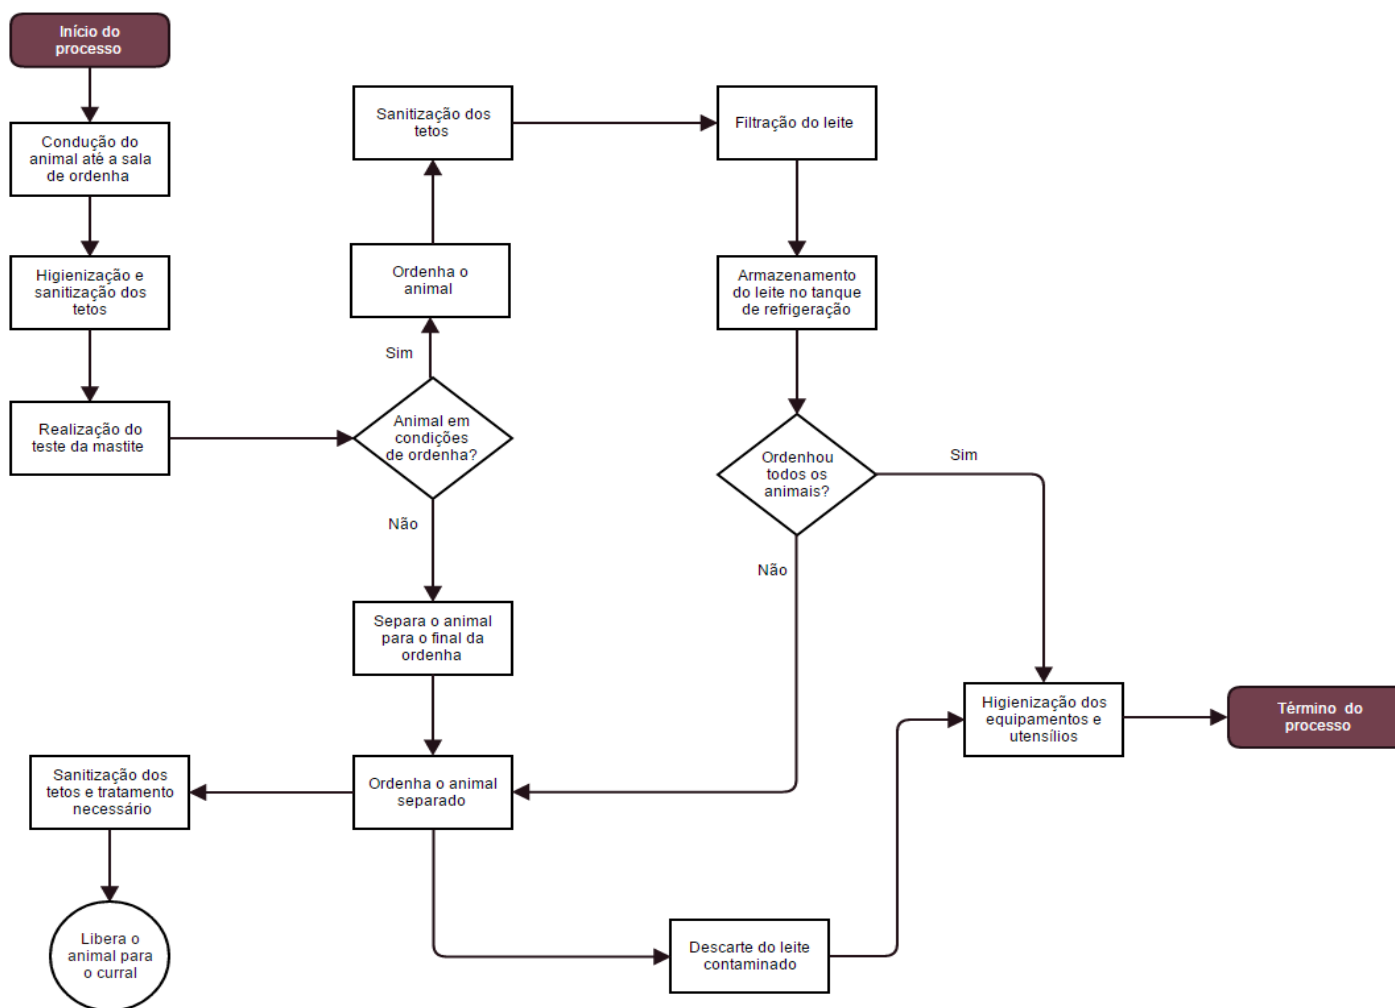 Início do
processo
Condução do
animal até a sala
de ordenha
Higienização e
sanitização dos
tetos
Realização do
teste da mastite
Animal em
condições
de ordenha?
Sim
Ordenha o
animal
Sanitização dos
tetos
Filtração do leite
Armazenamento
do leite no tanque
de refrigeração
Ordenhou
todos os
animais?
Sim
Não
Não
Separa o animal
para o final da
ordenha
Ordenha o animal
separado
Sanitização dos
tetos e tratamento
necessário
Libera o
animal para
o curral
Descarte do leite
contaminado
Higienização dos
equipamentos e
utensílios
Término do
processo